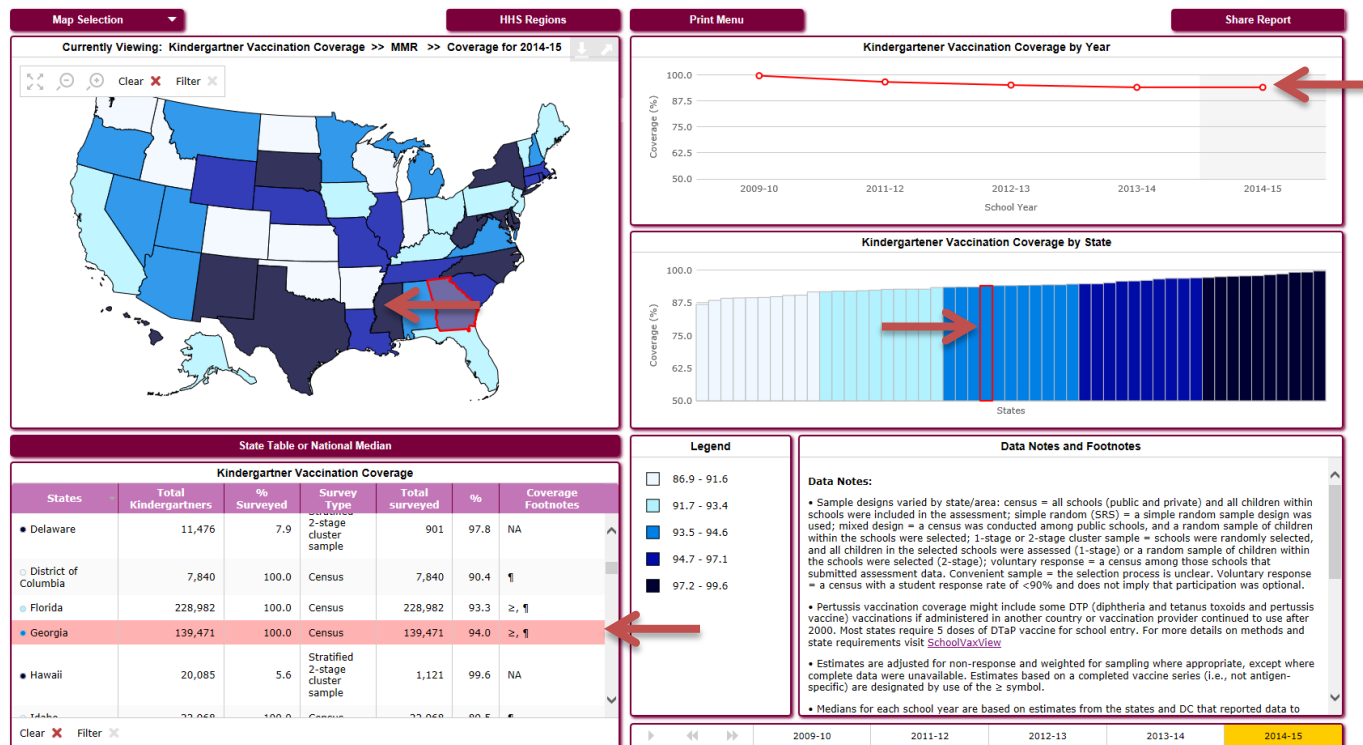 Map Selection
HHS Regions
Print Menu
Share Report
Currently Viewing: Kindergartner Vaccination Coverage >> MMR >> Coverage for 2014-15
Clear Filter
Kindergartener Vaccination Coverage by Year
100.0
87.5
75.0
62.5
50.0
Coverage (%)
2009-10 2011-12 2012-13 2013-14 2014-15
School Year
Kindergartener Vaccination Coverage by State
100.0
87.5
75.0
62.5
50.0
Coverage (%)
States
State Table or National Median
Kindergartner Vaccination Coverage
States Total Kindergartners % Surveyed Survey Type Total surveyed % Coverage Footnotes
Delaware 11,476 7.9 Stratified 2-stage cluster sample 901 97.8 NA
District of Columbia 7,840 100.0 Census 7,840 90.4 ¶
Florida 228,982 100.0 Census 228,982 93.3 ≥, ¶
Georgia 139,471 100.0 Census 139,471 94.0 ≥, ¶
Hawaii 20,085 5.6 Stratified 2-stage cluster sample 1,121 99.6 NA
Clear Filter
Legend
86.9 - 91.6
91.7 - 93.4
93.5 - 94.6
94.7 - 97.1
97.2 - 99.6
Data Notes and Footnotes
Data Notes:
• Sample designs varied by state/area: census = all schools (public and private) and all children within
schools were included in the assessment; simple random (SRS) = a simple random sample design was
used; mixed design = a census was conducted among public schools, and a random sample of children
within the schools were selected; 1-stage or 2-stage cluster sample = schools were randomly selected,
and all children in the selected schools were assessed (1-stage) or a random sample of children within
the schools were selected (2-stage); voluntary response = a census among those schools that
submitted assessment data. Convenient sample = the selection process is unclear. Voluntary response
= a census with a student response rate of <90% and does not imply that participation was optional.
• Pertussis vaccination coverage might include some DTP (diphtheria and tetanus toxoids and pertussis
vaccine) vaccinations if administered in another country or vaccination provider continued to use after
2000. Most states require 5 doses of DTaP vaccine for school entry. For more details on methods and
state requirements visit SchoolVaxView
• Estimates are adjusted for non-response and weighted for sampling where appropriate, except where
complete data were unavailable. Estimates based on a completed vaccine series (i.e., not antigen-
specific) are designated by use of the ≥ symbol.
• Medians for each school year are based on estimates from the states and DC that reported data to
2009-10 2011-12 2012-13 2013-14 2014-15